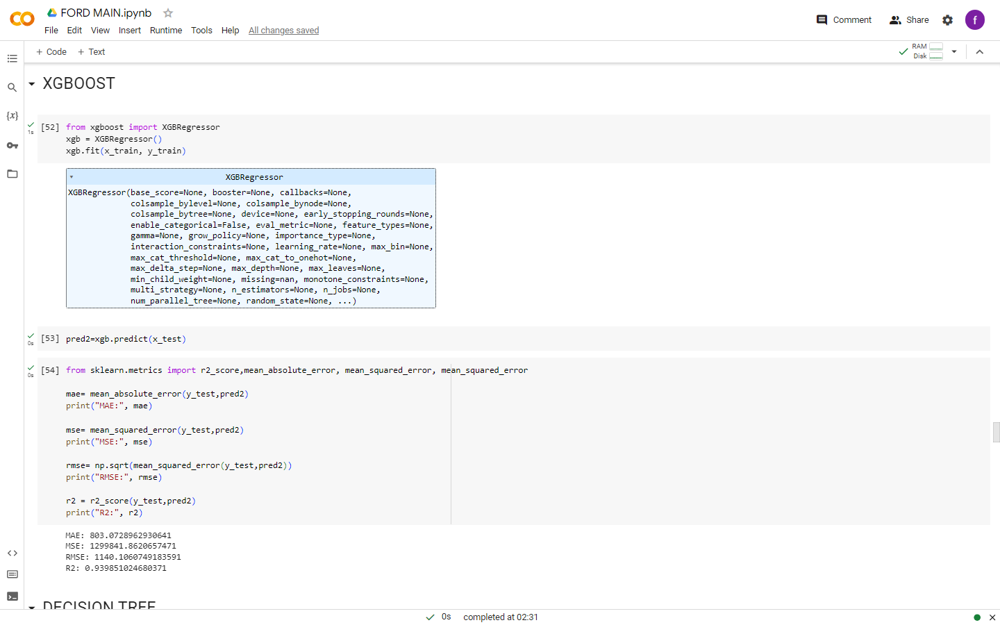 FORD MAIN.ipynb
File Edit View Insert Runtime Tools Help All changes saved
Comment Share f
+ Code + Text
RAM
Disk
XGBOOST
1s
[52] from xgboost import XGBRegressor
xgb = XGBRegressor()
xgb.fit(x_train, y_train)
XGBRegressor
XGBRegressor(base_score=None, booster=None, callbacks=None,
colsample_bylevel=None, colsample_bynode=None,
colsample_bytree=None, device=None, early_stopping_rounds=None,
enable_categorical=False, eval_metric=None, feature_types=None,
gamma=None, grow_policy=None, importance_type=None,
interaction_constraints=None, learning_rate=None, max_bin=None,
max_cat_threshold=None, max_cat_to_onehot=None,
max_delta_step=None, max_depth=None, max_leaves=None,
min_child_weight=None, missing=nan, monotone_constraints=None,
multi_strategy=None, n_estimators=None, n_jobs=None,
num_parallel_tree=None, random_state=None, ...)
0s
[53] pred2=xgb.predict(x_test)
0s
[54] from sklearn.metrics import r2_score,mean_absolute_error, mean_squared_error, mean_squared_error
mae= mean_absolute_error(y_test,pred2)
print("MAE:", mae)
mse= mean_squared_error(y_test,pred2)
print("MSE:", mse)
rmse= np.sqrt(mean_squared_error(y_test,pred2))
print("RMSE:", rmse)
r2 = r2_score(y_test,pred2)
print("R2:", r2)
MAE: 803.0728962930641
MSE: 1299841.8620657471
RMSE: 1140.1060749183591
R2: 0.939851024680371
DECISION TREE
0s completed at 02:31